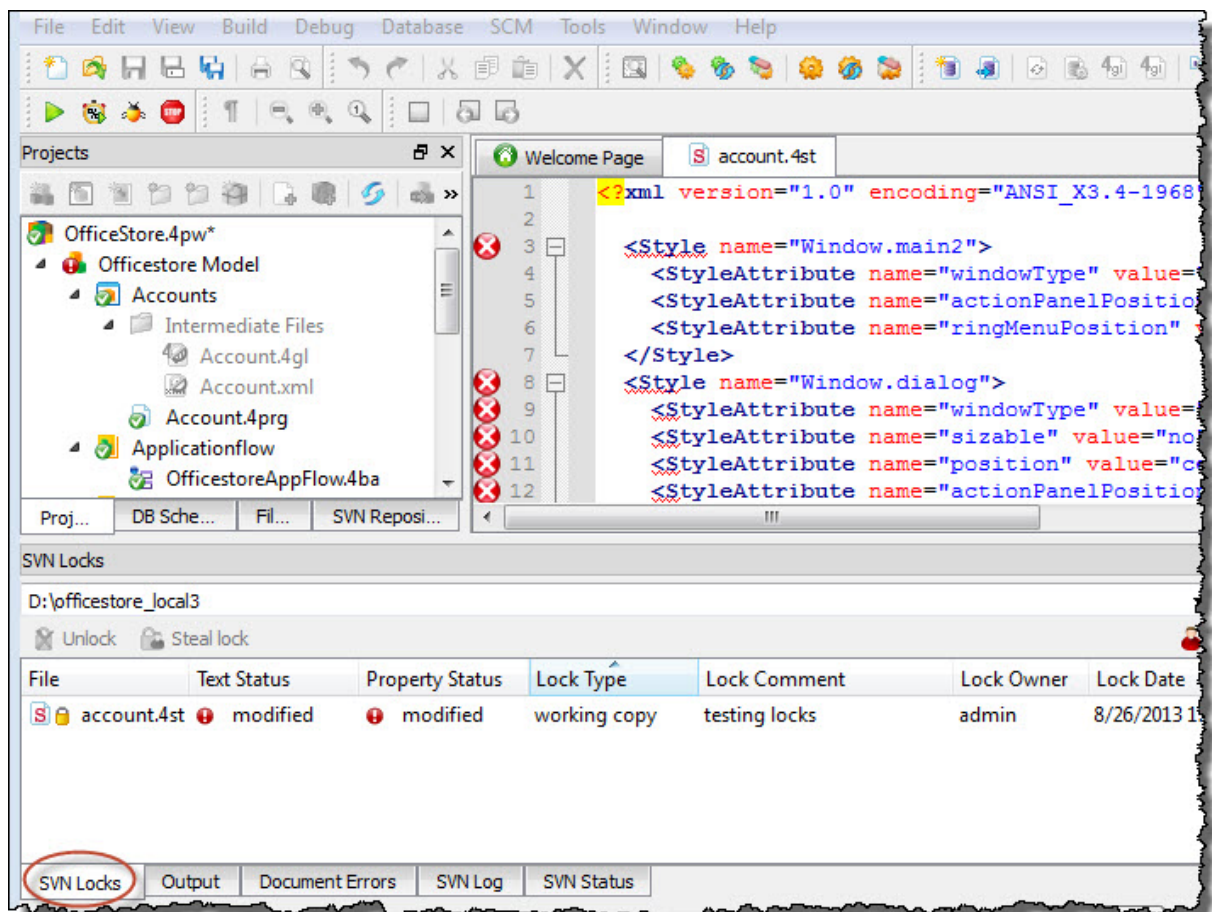 File Edit View Build Debug Database SCM Tools Window Help
4gl 4gl
STOP
Projects
Welcome Page
S account.4st
OfficeStore.4pw*
Officestore Model
Accounts
Intermediate Files
Account.4gl
Account.xml
Account.4prg
Applicationflow
OfficestoreAppFlow.4ba
Proj... DB Sche... Fil... SVN Reposi...
1 <?xml version="1.0" encoding="ANSI_X3.4-1968"
2
3 <Style name="Window.main2">
4 <StyleAttribute name="windowType" value=
5 <StyleAttribute name="actionPanelPositio
6 <StyleAttribute name="ringMenuPosition"
7 </Style>
8 <Style name="Window.dialog">
9 <StyleAttribute name="windowType" value=
10 <StyleAttribute name="sizable" value="no
11 <StyleAttribute name="position" value="ce
12 <StyleAttribute name="actionPanelPosition
SVN Locks
D:\officestore_local3
Unlock Steal lock
File Text Status Property Status Lock Type Lock Comment Lock Owner Lock Date
S account.4st modified modified working copy testing locks admin 8/26/2013 1
SVN Locks Output Document Errors SVN Log SVN Status